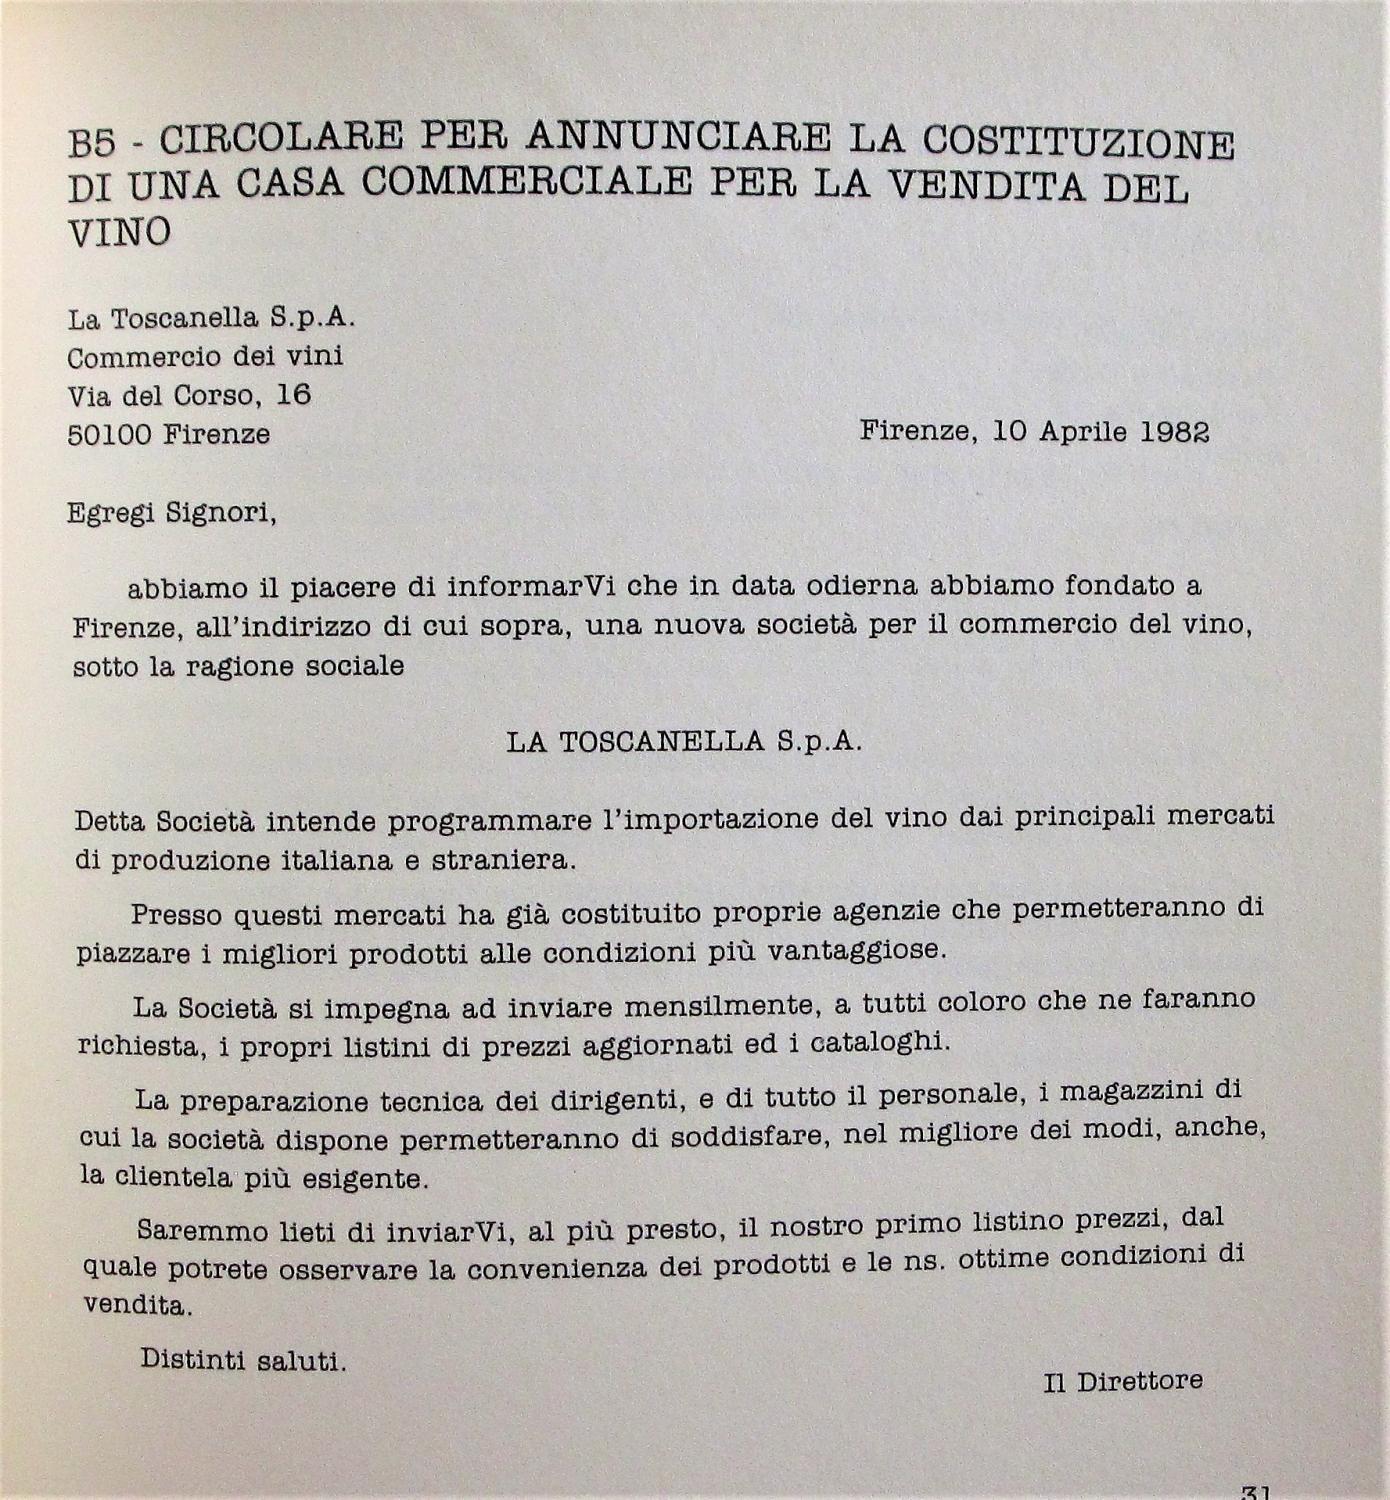 B5 - CIRCOLARE PER ANNUNCIARE LA COSTITUZIONE
DI UNA CASA COMMERCIALE PER LA VENDITA DEL
VINO
La Toscanella S.p.A.
Commercio dei vini
Via del Corso, 16
50100 Firenze
Firenze, 10 Aprile 1982
Egregi Signori,
abbiamo il piacere di informarVi che in data odierna abbiamo fondato a
Firenze, all'indirizzo di cui sopra, una nuova società per il commercio del vino,
sotto la ragione sociale
LA TOSCANELLA S.p.A.
Detta Società intende programmare l'importazione del vino dai principali mercati
di produzione italiana e straniera.
Presso questi mercati ha già costituito proprie agenzie che permetteranno di
piazzare i migliori prodotti alle condizioni più vantaggiose.
La Società si impegna ad inviare mensilmente, a tutti coloro che ne faranno
richiesta, i propri listini di prezzi aggiornati ed i cataloghi.
La preparazione tecnica dei dirigenti, e di tutto il personale, i magazzini di
cui la società dispone permetteranno di soddisfare, nel migliore dei modi, anche,
la clientela più esigente.
Saremmo lieti di inviarVi, al più presto, il nostro primo listino prezzi, dal
quale potrete osservare la convenienza dei prodotti e le ns. ottime condizioni di
vendita.
Distinti saluti.
Il Direttore
31